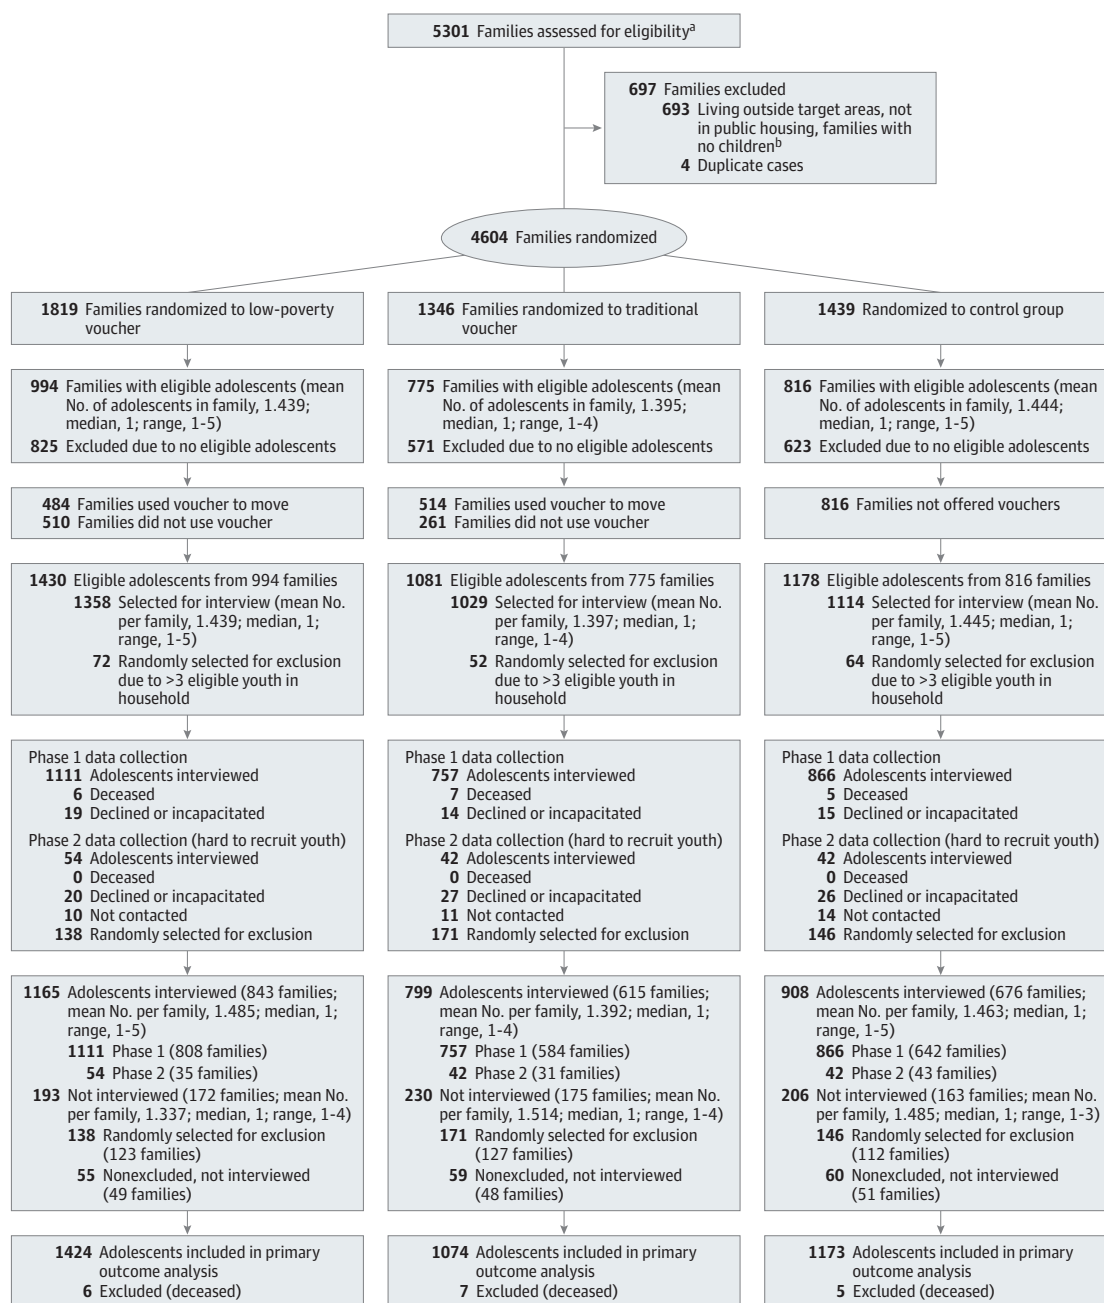 5301 Families assessed for eligibilityᵃ
697 Families excluded
693 Living outside target areas, not
in public housing, families with
no childrenᵇ
4 Duplicate cases
4604 Families randomized
1819 Families randomized to low-poverty
voucher
994 Families with eligible adolescents (mean
No. of adolescents in family, 1.439;
median, 1; range, 1-5)
825 Excluded due to no eligible adolescents
484 Families used voucher to move
510 Families did not use voucher
1430 Eligible adolescents from 994 families
1358 Selected for interview (mean No.
per family, 1.439; median, 1;
range, 1-5)
72 Randomly selected for exclusion
due to >3 eligible youth in
household
Phase 1 data collection
1111 Adolescents interviewed
6 Deceased
19 Declined or incapacitated
Phase 2 data collection (hard to recruit youth)
54 Adolescents interviewed
0 Deceased
20 Declined or incapacitated
10 Not contacted
138 Randomly selected for exclusion
1165 Adolescents interviewed (843 families;
mean No. per family, 1.485; median, 1;
range, 1-5)
1111 Phase 1 (808 families)
54 Phase 2 (35 families)
193 Not interviewed (172 families; mean No.
per family, 1.337; median, 1; range, 1-4)
138 Randomly selected for exclusion
(123 families)
55 Nonexcluded, not interviewed
(49 families)
1424 Adolescents included in primary
outcome analysis
6 Excluded (deceased)
1346 Families randomized to traditional
voucher
775 Families with eligible adolescents (mean
No. of adolescents in family, 1.395;
median, 1; range, 1-4)
571 Excluded due to no eligible adolescents
514 Families used voucher to move
261 Families did not use voucher
1081 Eligible adolescents from 775 families
1029 Selected for interview (mean No.
per family, 1.397; median, 1;
range, 1-4)
52 Randomly selected for exclusion
due to >3 eligible youth in
household
Phase 1 data collection
757 Adolescents interviewed
7 Deceased
14 Declined or incapacitated
Phase 2 data collection (hard to recruit youth)
42 Adolescents interviewed
0 Deceased
27 Declined or incapacitated
11 Not contacted
171 Randomly selected for exclusion
799 Adolescents interviewed (615 families;
mean No. per family, 1.392; median, 1;
range, 1-4)
757 Phase 1 (584 families)
42 Phase 2 (31 families)
230 Not interviewed (175 families; mean No.
per family, 1.514; median, 1; range, 1-4)
171 Randomly selected for exclusion
(127 families)
59 Nonexcluded, not interviewed
(48 families)
1074 Adolescents included in primary
outcome analysis
7 Excluded (deceased)
1439 Randomized to control group
816 Families with eligible adolescents (mean
No. of adolescents in family, 1.444;
median, 1; range, 1-5)
623 Excluded due to no eligible adolescents
816 Families not offered vouchers
1178 Eligible adolescents from 816 families
1114 Selected for interview (mean No.
per family, 1.445; median, 1;
range, 1-5)
64 Randomly selected for exclusion
due to >3 eligible youth in
household
Phase 1 data collection
866 Adolescents interviewed
5 Deceased
15 Declined or incapacitated
Phase 2 data collection (hard to recruit youth)
42 Adolescents interviewed
0 Deceased
26 Declined or incapacitated
14 Not contacted
146 Randomly selected for exclusion
908 Adolescents interviewed (676 families;
mean No. per family, 1.463; median, 1;
range, 1-5)
866 Phase 1 (642 families)
42 Phase 2 (43 families)
206 Not interviewed (163 families; mean No.
per family, 1.485; median, 1; range, 1-3)
146 Randomly selected for exclusion
(112 families)
60 Nonexcluded, not interviewed
(51 families)
1173 Adolescents included in primary
outcome analysis
5 Excluded (deceased)